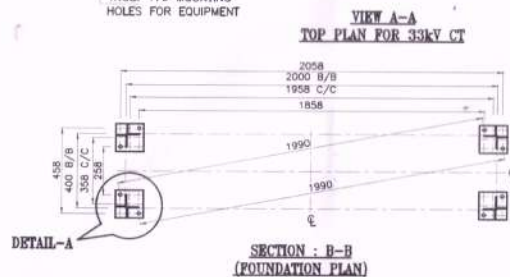 HOLES FOR EQUIPMENT
VIEW A-A
TOP PLAN FOR 33kV CT
2058
2000 B/B
1958 C/C
1858
458
400 B/B
358 C/C
258
1990
1990
DETAIL-A
SECTION : B-B
(FOUNDATION PLAN)